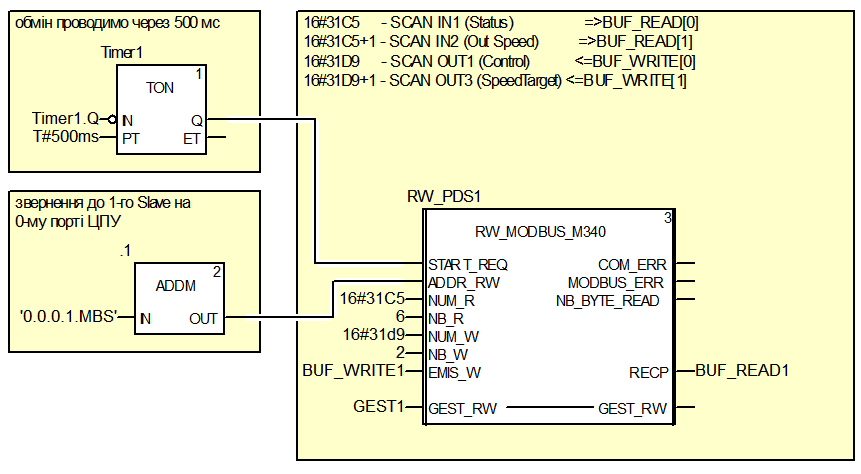 обмін проводимо через 500 мс
Timer1
1
TON
Timer1.Q
IN
Q
T#500ms
PT
ET
звернення до 1-го Slave на
0-му порті ЦПУ
.1
2
ADDM
'0.0.0.1.MBS'
IN
OUT
16#31C5 - SCAN IN1 (Status) =>BUF_READ[0]
16#31C5+1 - SCAN IN2 (Out Speed) =>BUF_READ[1]
16#31D9 - SCAN OUT1 (Control) <=BUF_WRITE[0]
16#31D9+1 - SCAN OUT3 (SpeedTarget) <=BUF_WRITE[1]
RW_PDS1
3
RW_MODBUS_M340
START_REQ
COM_ERR
ADDR_RW
MODBUS_ERR
16#31C5
NUM_R
NB_BYTE_READ
6
NB_R
16#31d9
NUM_W
2
NB_W
BUF_WRITE1
EMIS_W
RECP
BUF_READ1
GEST1
GEST_RW
GEST_RW